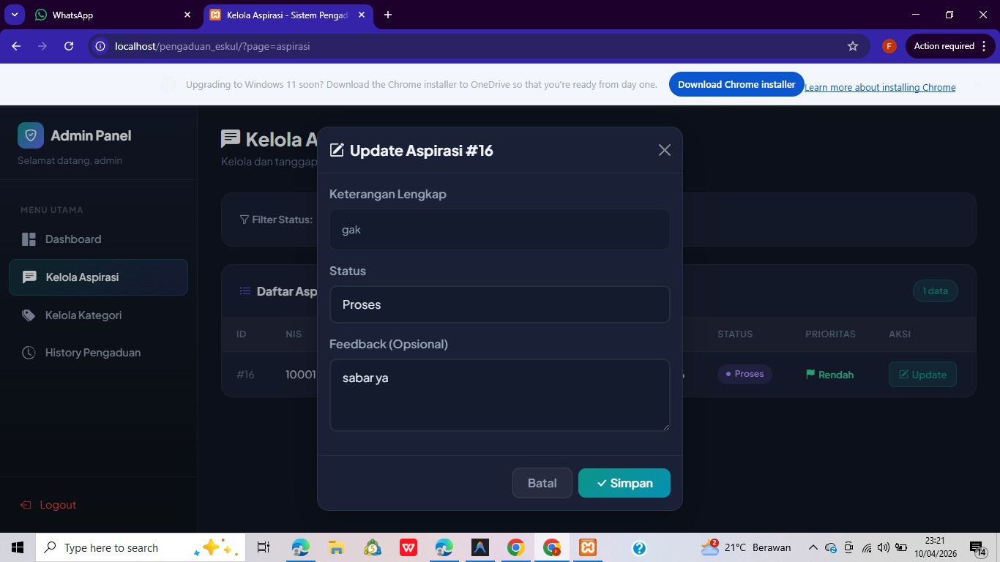 WhatsApp
Kelola Aspirasi - Sistem Pengad
localhost/pengaduan_eskul/?page=aspirasi
F
Action required
Upgrading to Windows 11 soon? Download the Chrome installer to OneDrive so that you're ready from day one.
Download Chrome installer
Learn more about installing Chrome
Admin Panel
Selamat datang, admin
MENU UTAMA
Dashboard
Kelola Aspirasi
Kelola Kategori
History Pengaduan
Logout
Kelola A
Kelola dan tanggap
Filter Status:
Daftar Asp
1 data
ID NIS STATUS PRIORITAS AKSI
#16 10001 Proses Rendah Update
Update Aspirasi #16
Keterangan Lengkap
gak
Status
Proses
Feedback (Opsional)
sabar ya
Batal
Simpan
Type here to search
2
21°C Berawan
23:21
10/04/2026
14